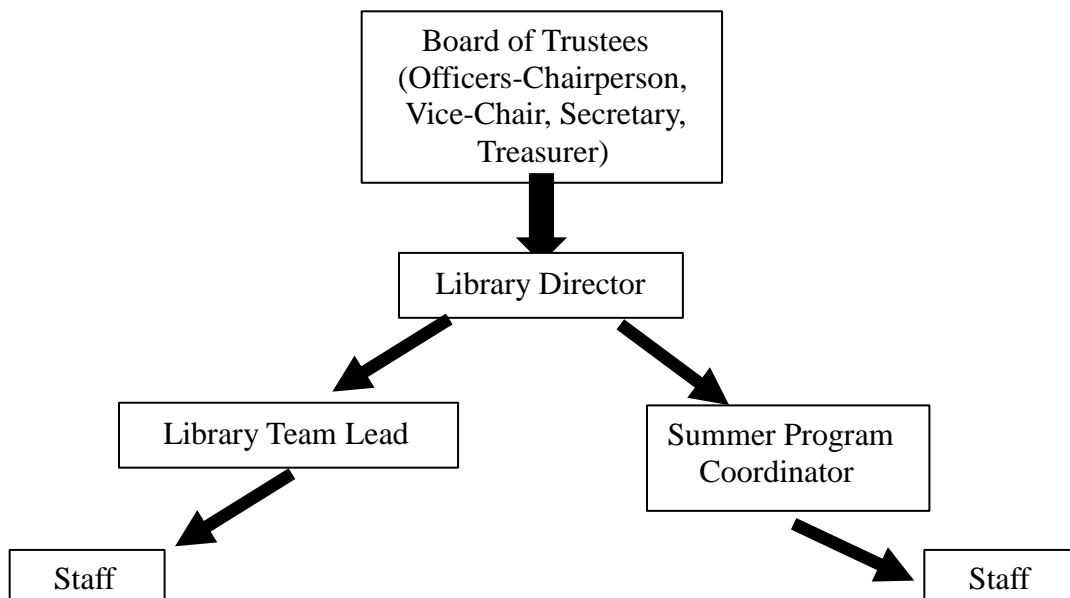 Board of Trustees
(Officers-Chairperson,
Vice-Chair, Secretary,
Treasurer)
Library Director
Library Team Lead
Summer Program
Coordinator
Staff
Staff